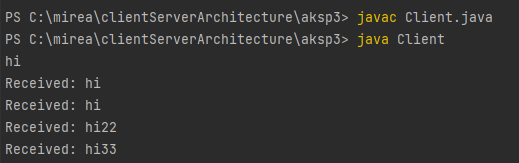 PS C:\mirea\clientServerArchitecture\aksp3> javac Client.java
PS C:\mirea\clientServerArchitecture\aksp3> java Client
hi
Received: hi
Received: hi
Received: hi22
Received: hi33